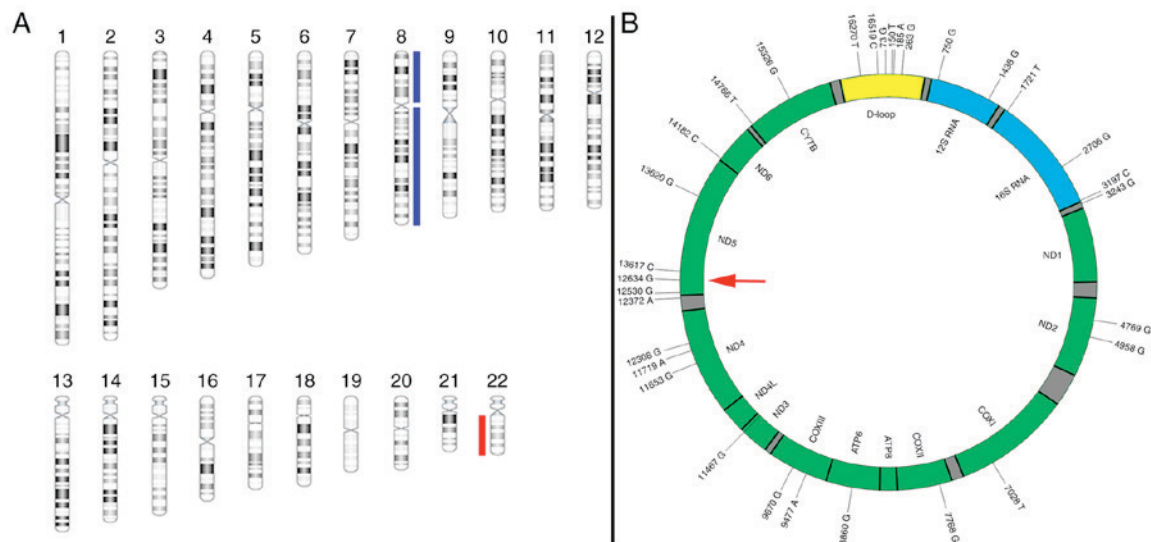 A
1 2 3 4 5 6 7 8 9 10 11 12
13 14 15 16 17 18 19 20 21 22
B
16270 T
16519 C
73 G
150 T
185 A
263 G
750 G
1438 G
1721 T
2706 G
3197 C
3243 G
4769 G
4958 G
7028 T
7768 G
860 G
9477 A
9670 G
11467 G
11653 G
11719 A
12308 G
12372 A
12530 G
12634 G
13617 C
13620 G
14182 C
14766 T
15326 G
D-loop
12S RNA
16S RNA
ND1
ND2
COXI
COXII
ATP8
ATP6
COXIII
ND3
ND4L
ND4
ND5
ND6
CYTB